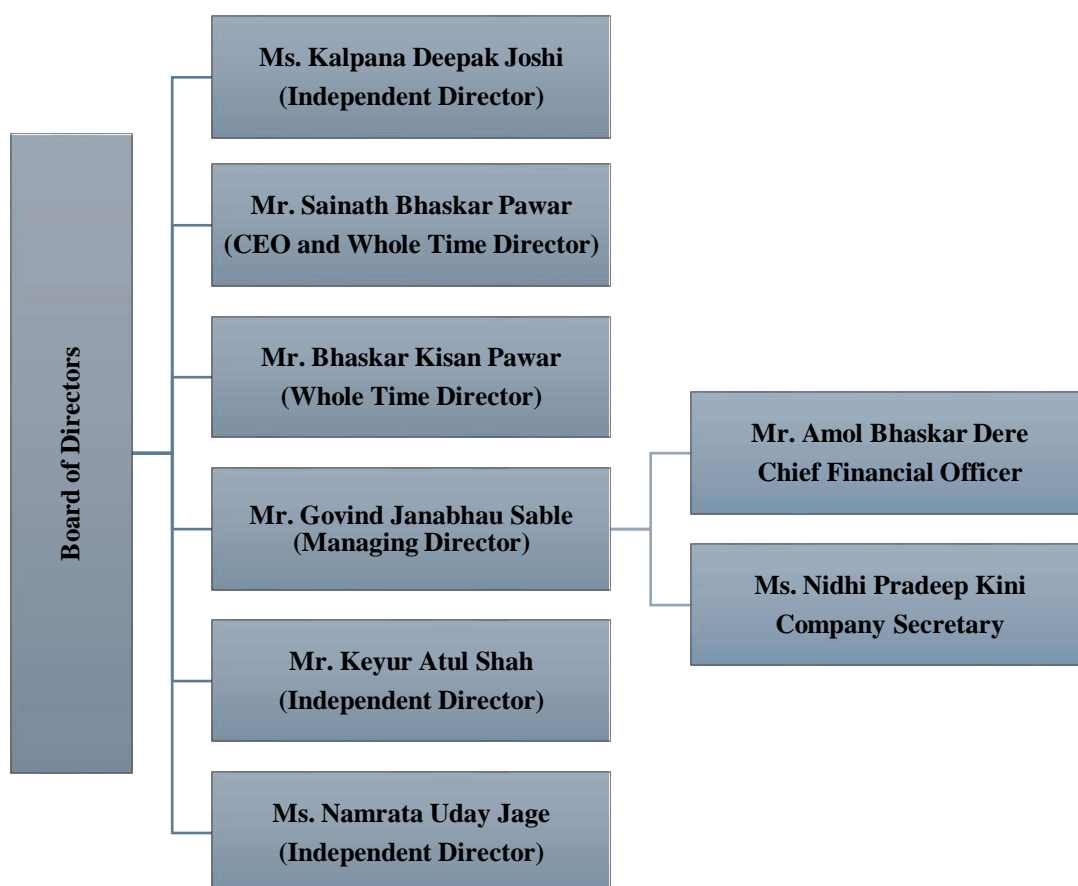 Board of Directors
Ms. Kalpana Deepak Joshi
(Independent Director)
Mr. Sainath Bhaskar Pawar
(CEO and Whole Time Director)
Mr. Bhaskar Kisan Pawar
(Whole Time Director)
Mr. Govind Janabhau Sable
(Managing Director)
Mr. Amol Bhaskar Dere
Chief Financial Officer
Ms. Nidhi Pradeep Kini
Company Secretary
Mr. Keyur Atul Shah
(Independent Director)
Ms. Namrata Uday Jage
(Independent Director)